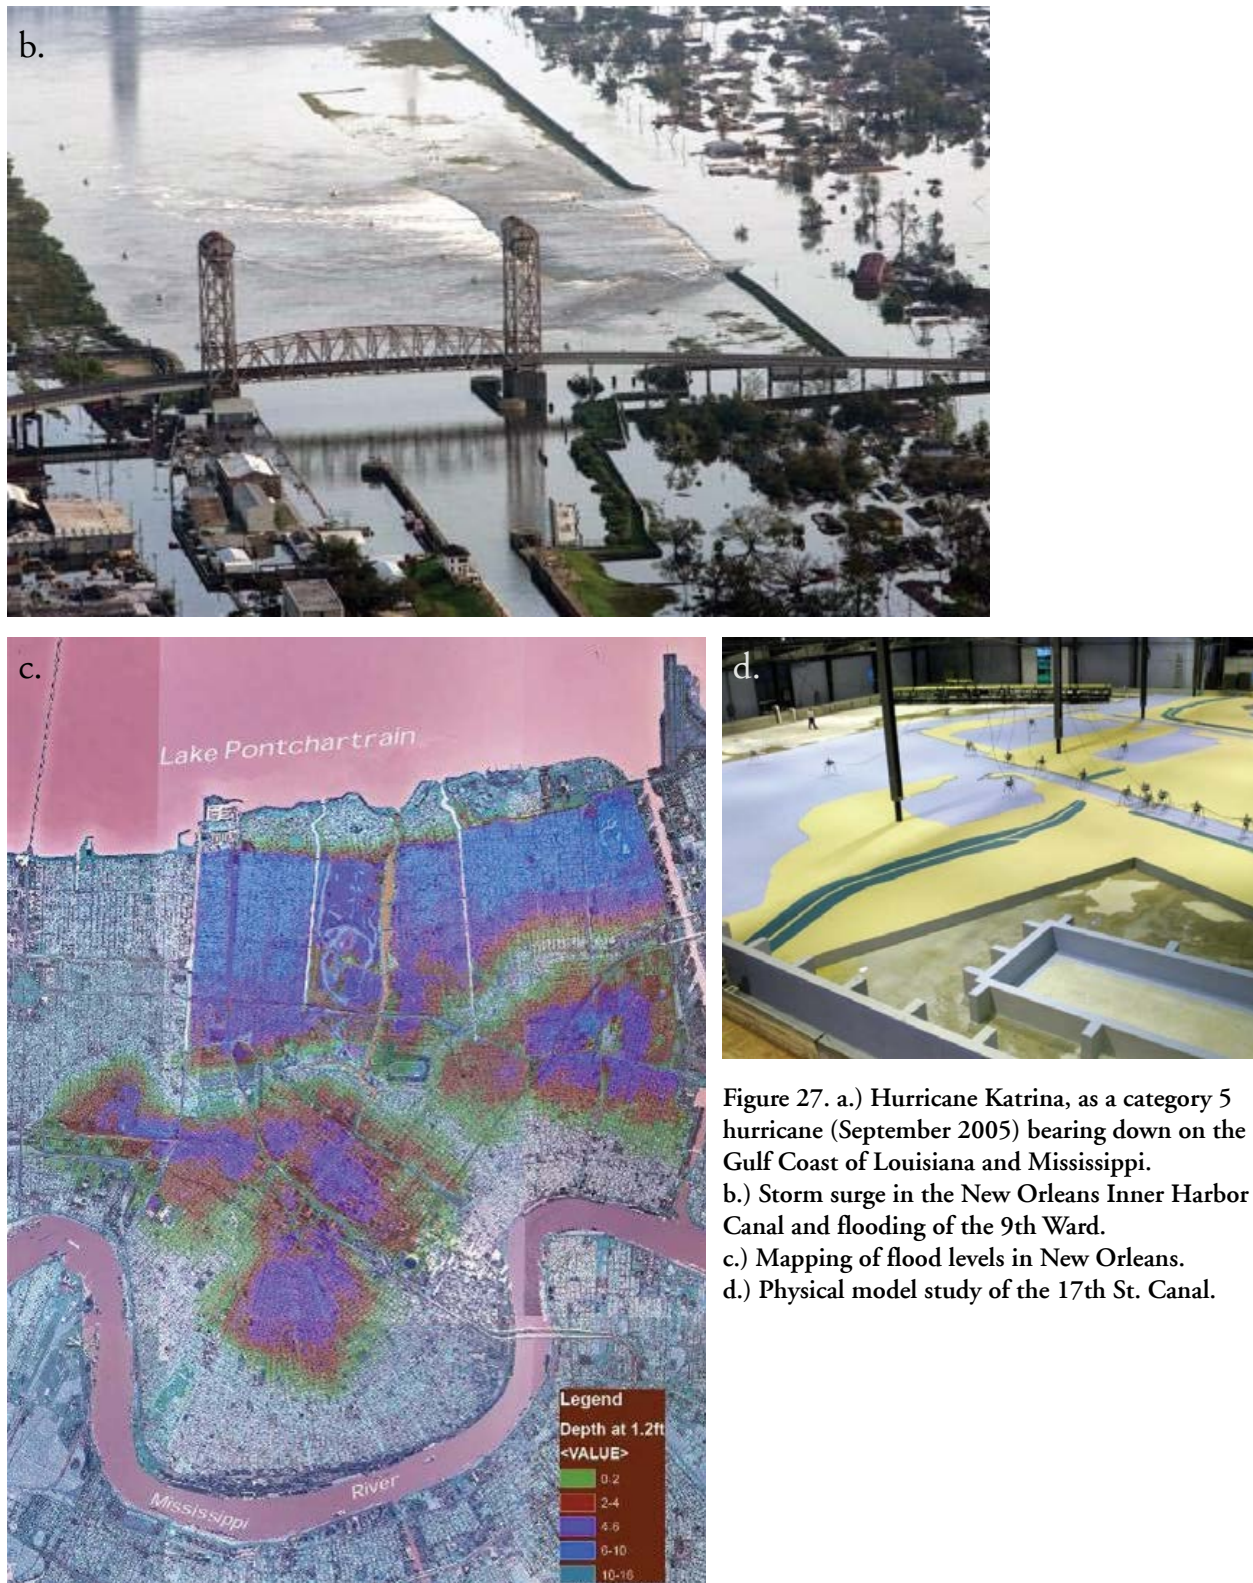 b.
c.
Lake Pontchartrain
Mississippi
River
Legend
Depth at 1.2ft
<VALUE>
0-2
2-4
4-6
6-10
10-16
d.
Figure 27. a.) Hurricane Katrina, as a category 5
hurricane (September 2005) bearing down on the
Gulf Coast of Louisiana and Mississippi.
b.) Storm surge in the New Orleans Inner Harbor
Canal and flooding of the 9th Ward.
c.) Mapping of flood levels in New Orleans.
d.) Physical model study of the 17th St. Canal.